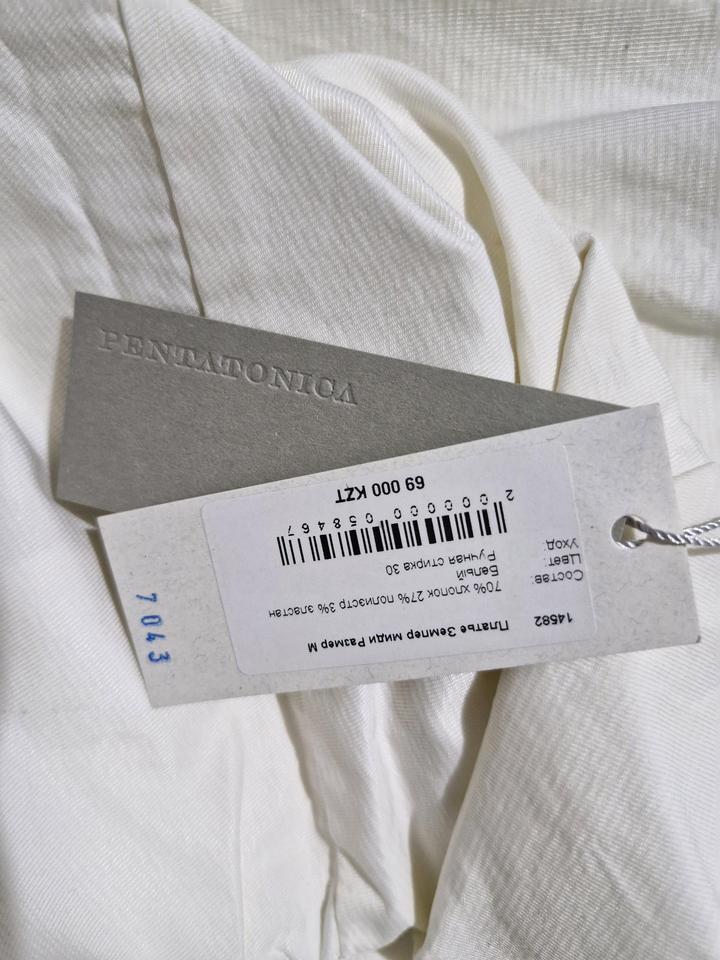 PENTATONICA
14582 Платье Земпер миди Размер М
Состав: 70% хлопок 27% полиэстр 3% эластан
Цвет: Белый
Уход: Ручная стирка 30
2 000000 058467
69 000 KZT
7043